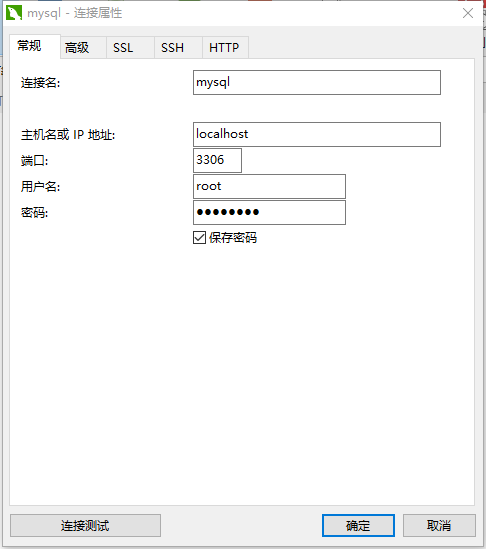 mysql - 连接属性
常规 高级 SSL SSH HTTP
连接名: mysql
主机名或 IP 地址: localhost
端口: 3306
用户名: root
密码: ●●●●●●●●
保存密码
连接测试 确定 取消